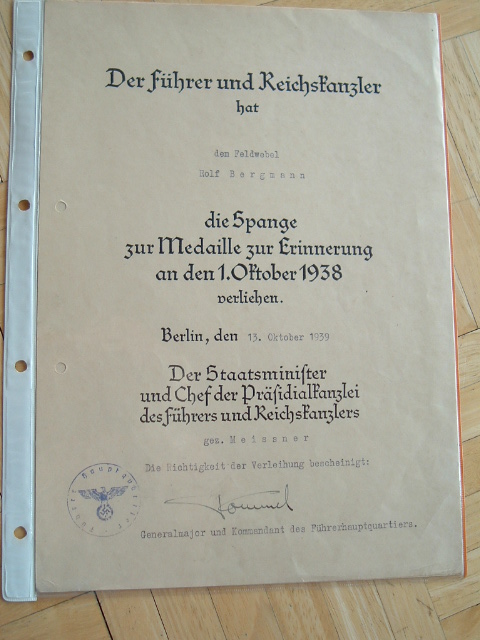 Der Führer und Reichskanzler
hat
dem Feldwebel
Rolf Bergmann
die Spange
zur Medaille zur Erinnerung
an den 1. Oktober 1938
verliehen.
Berlin, den 13. Oktober 1939
Der Staatsminister
und Chef der Präsidialkanzlei
des Führers und Reichskanzlers
gez. Meissner
Die Richtigkeit der Verleihung bescheinigt:
Rommel
Generalmajor und Kommandant des Führerhauptquartiers.